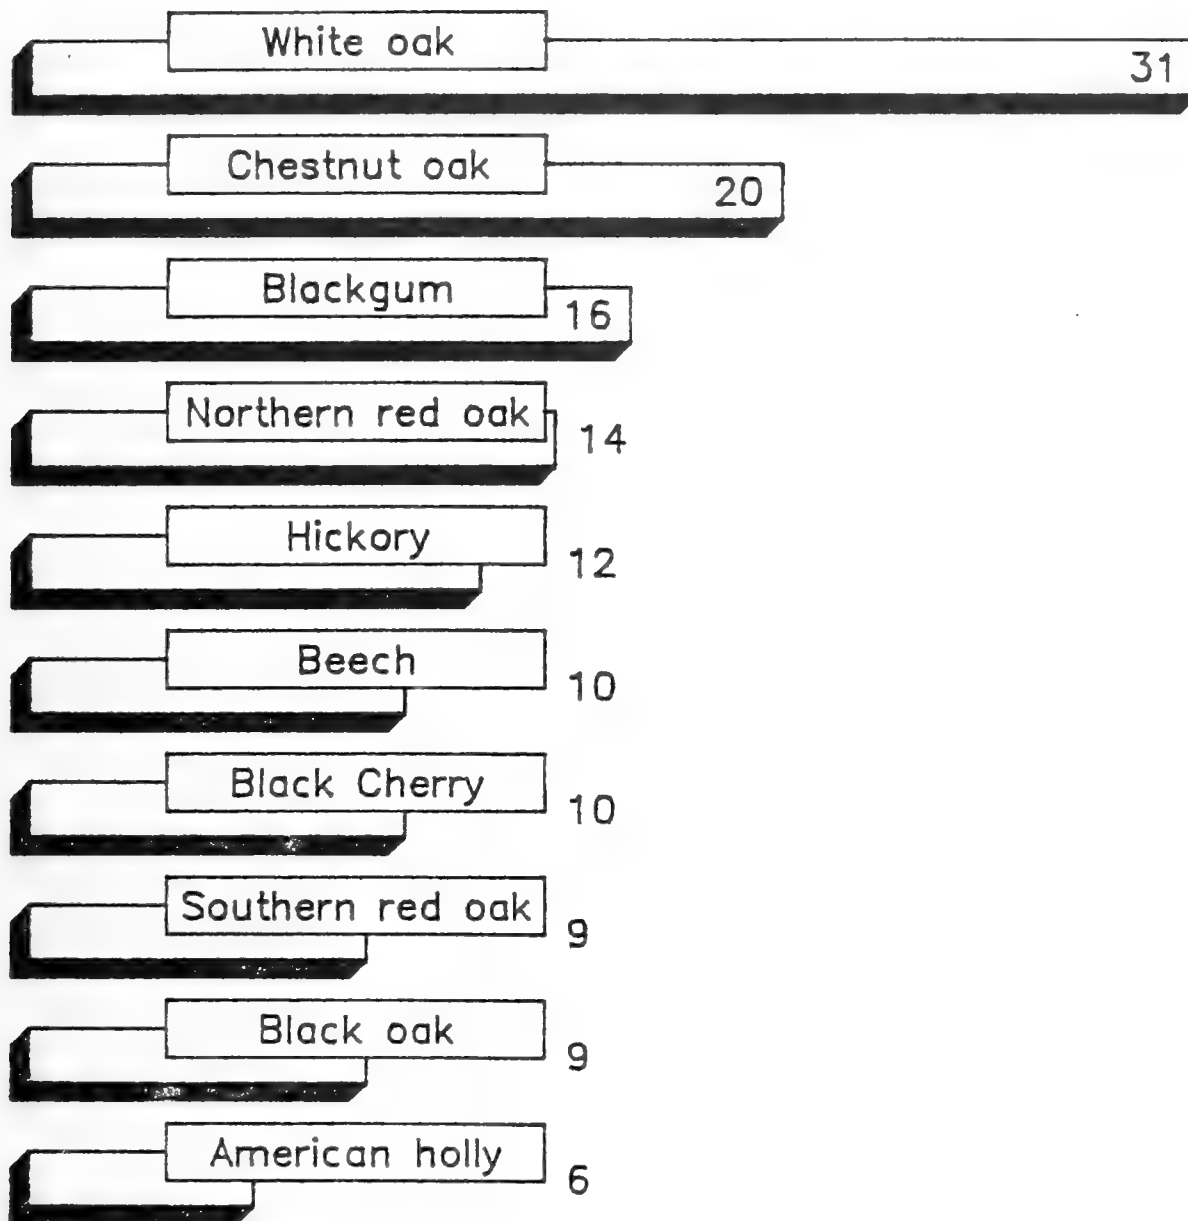 White oak
31
Chestnut oak
20
Blackgum
16
Northern red oak
14
Hickory
12
Beech
10
Black Cherry
10
Southern red oak
9
Black oak
9
American holly
6